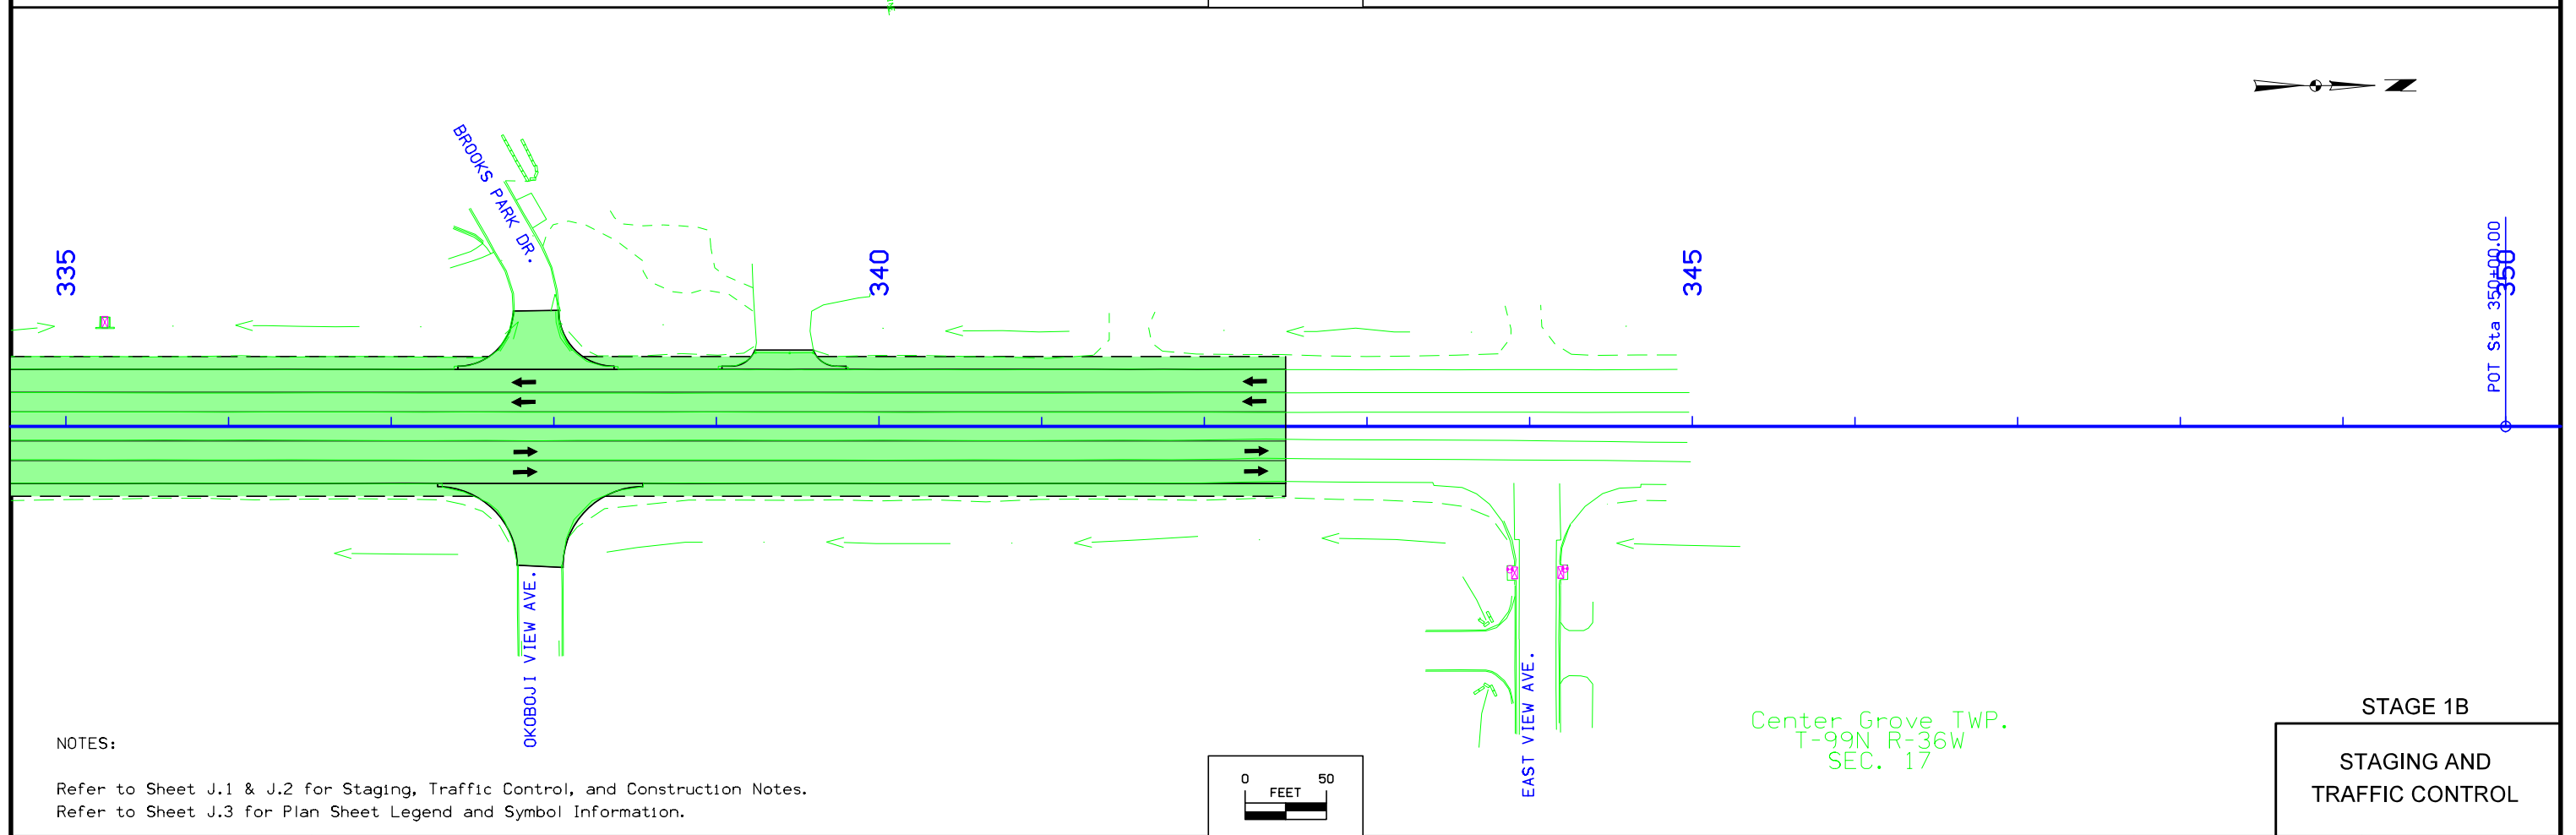 BROOKS PARK DR.
335
340
345
350
POT Sta 350+00.00
OKOBOJI VIEW AVE.
EAST VIEW AVE.
Center Grove TWP.
T-99N R-36W
SEC. 17
STAGE 1B
STAGING AND
TRAFFIC CONTROL
NOTES:
Refer to Sheet J.1 & J.2 for Staging, Traffic Control, and Construction Notes.
Refer to Sheet J.3 for Plan Sheet Legend and Symbol Information.
0 50
FEET
N